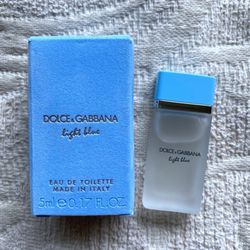 DOLCE & GABBANA
light blue
EAU DE TOILETTE
MADE IN ITALY
5ml e 0.17 FL.OZ.
DOLCE & GABBANA
light blue